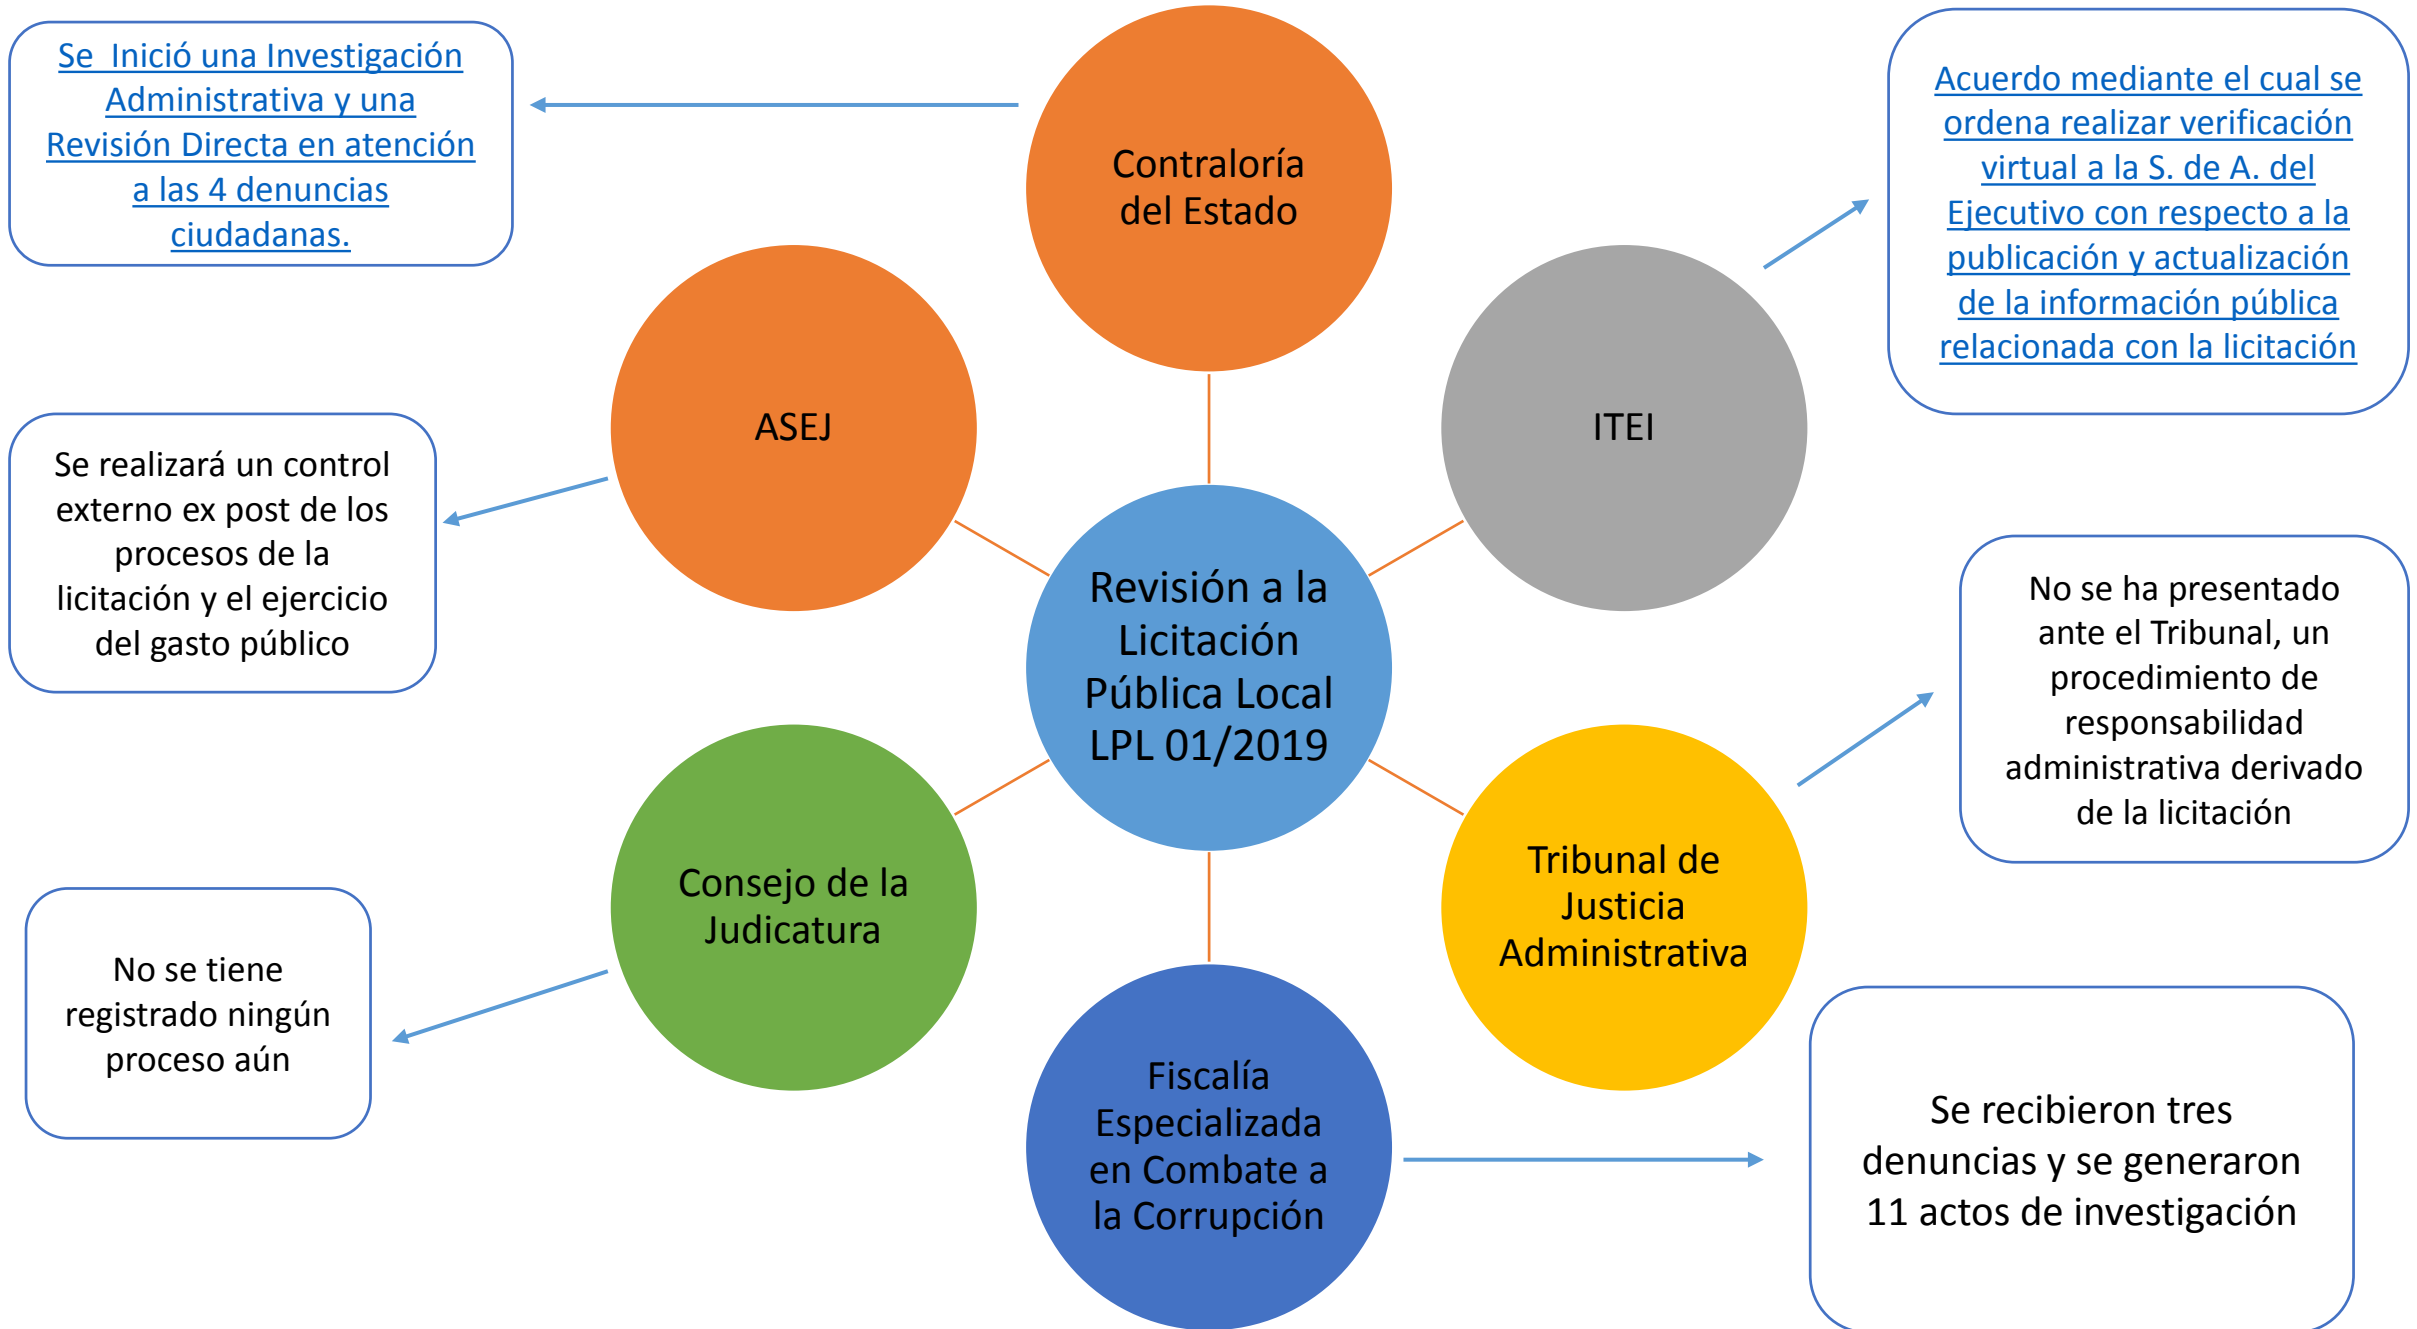 Se Inició una Investigación
Administrativa y una
Revisión Directa en atención
a las 4 denuncias
ciudadanas.
Contraloría
del Estado
Acuerdo mediante el cual se
ordena realizar verificación
virtual a la S. de A. del
Ejecutivo con respecto a la
publicación y actualización
de la información pública
relacionada con la licitación
ASEJ
ITEI
Se realizará un control
externo ex post de los
procesos de la
licitación y el ejercicio
del gasto público
Revisión a la
Licitación
Pública Local
LPL 01/2019
No se ha presentado
ante el Tribunal, un
procedimiento de
responsabilidad
administrativa derivado
de la licitación
Consejo de la
Judicatura
Tribunal de
Justicia
Administrativa
No se tiene
registrado ningún
proceso aún
Fiscalía
Especializada
en Combate a
la Corrupción
Se recibieron tres
denuncias y se generaron
11 actos de investigación